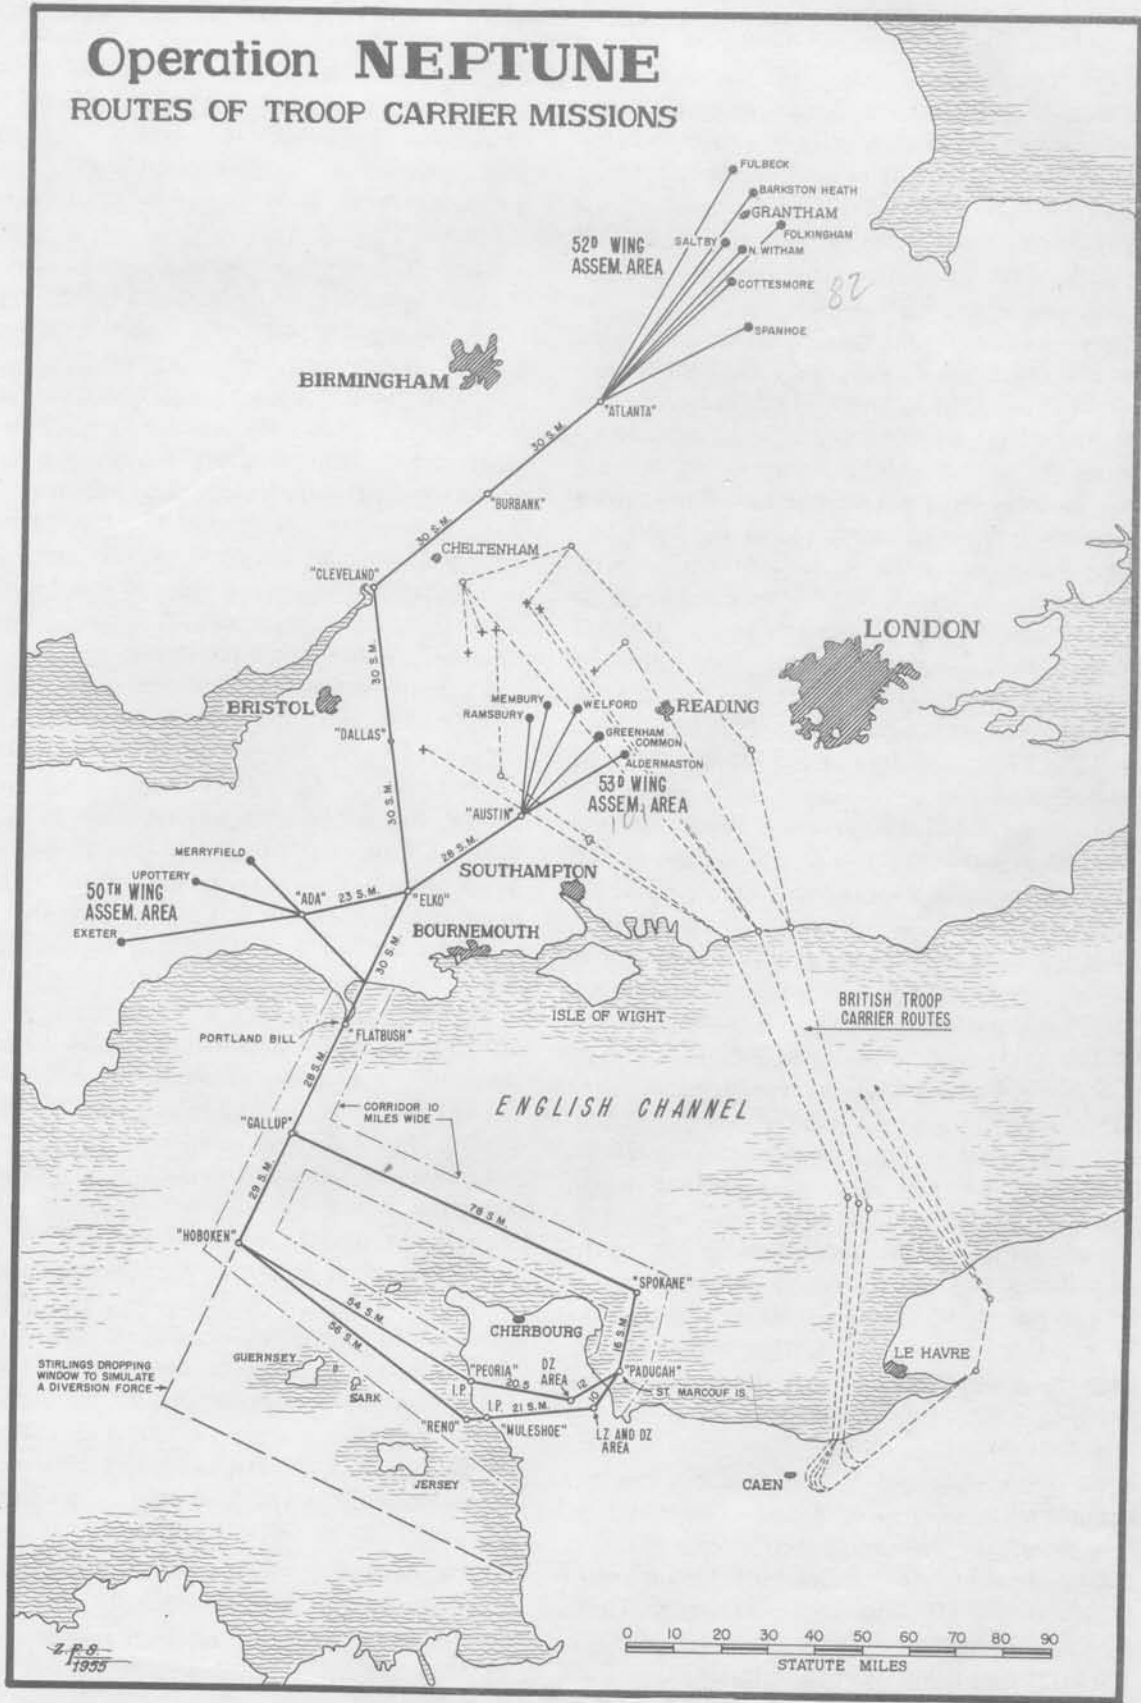 Operation NEPTUNE
ROUTES OF TROOP CARRIER MISSIONS
FULBECK
BARKSTON HEATH
GRANTHAM
FOLKINGHAM
SALTBY
N. WITHAM
52D WING
ASSEM. AREA
COTTESMORE
82
SPANHOE
BIRMINGHAM
"ATLANTA"
30 S.M.
"BURBANK"
30 S.M.
CHELTENHAM
"CLEVELAND"
LONDON
30 S.M.
BRISTOL
MEMBURY
WELFORD
READING
RAMSBURY
"DALLAS"
GREENHAM
COMMON
ALDERMASTON
53D WING
ASSEM. AREA
30 S.M.
"AUSTIN"
101
28 S.M.
MERRYFIELD
UPOTTERY
SOUTHAMPTON
50TH WING
ASSEM. AREA
"ADA"
23 S.M.
"ELKO"
EXETER
BOURNEMOUTH
30 S.M.
ISLE OF WIGHT
BRITISH TROOP
CARRIER ROUTES
PORTLAND BILL
"FLATBUSH"
28 S.M.
CORRIDOR 10
MILES WIDE
ENGLISH CHANNEL
"GALLUP"
29 S.M.
78 S.M.
"HOBOKEN"
"SPOKANE"
54 S.M.
58 S.M.
CHERBOURG
16 S.M.
LE HAVRE
GUERNSEY
STIRLINGS DROPPING
WINDOW TO SIMULATE
A DIVERSION FORCE
"PEORIA"
DZ
AREA
"PADUCAH"
SARK
I.P.
20.5
12
ST. MARCOUF IS.
I.P.
21 S.M.
10
"RENO"
"MULESHOE"
LZ AND DZ
AREA
JERSEY
CAEN
0 10 20 30 40 50 60 70 80 90
STATUTE MILES
Z.F.S.
1955